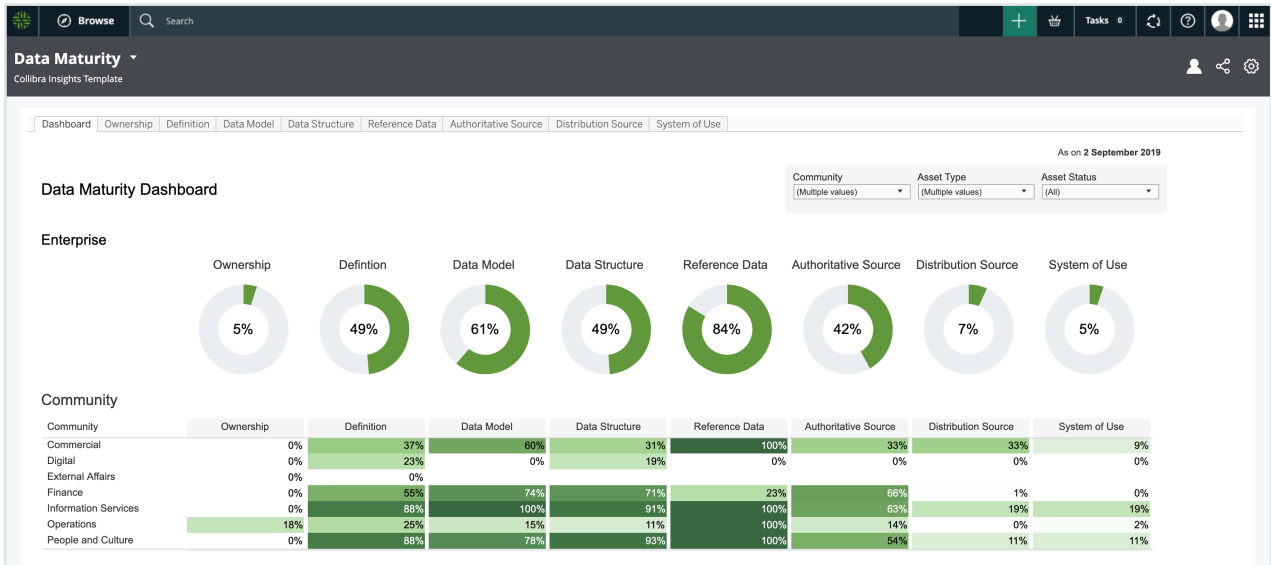 Browse Search Tasks 0
Data Maturity
Collibra Insights Template
Dashboard Ownership Definition Data Model Data Structure Reference Data Authoritative Source Distribution Source System of Use
As on 2 September 2019
Community Asset Type Asset Status
Data Maturity Dashboard
(Multiple values) (Multiple values) (All)
Enterprise
Ownership Defintion Data Model Data Structure Reference Data Authoritative Source Distribution Source System of Use
5% 49% 61% 49% 84% 42% 7% 5%
Community
Community Ownership Definition Data Model Data Structure Reference Data Authoritative Source Distribution Source System of Use
Commercial 0% 37% 60% 31% 100% 33% 33% 9%
Digital 0% 23% 0% 19% 0% 0% 0% 0%
External Affairs 0% 0%
Finance 0% 55% 74% 71% 23% 66% 1% 0%
Information Services 0% 88% 100% 91% 100% 63% 19% 19%
Operations 18% 25% 15% 11% 100% 14% 0% 2%
People and Culture 0% 88% 78% 93% 100% 54% 11% 11%